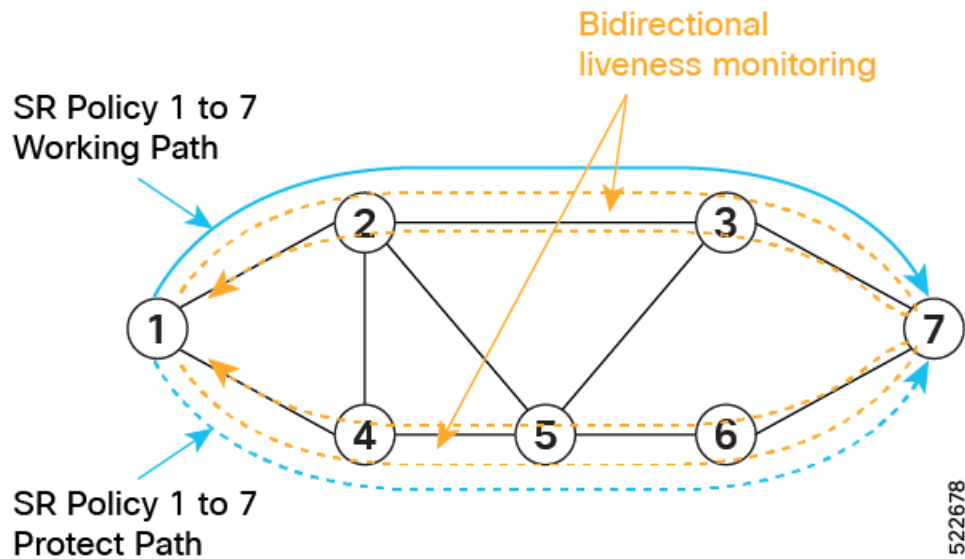 Bidirectional
liveness monitoring
SR Policy 1 to 7
Working Path
2
3
1
7
4
5
6
SR Policy 1 to 7
Protect Path
522678